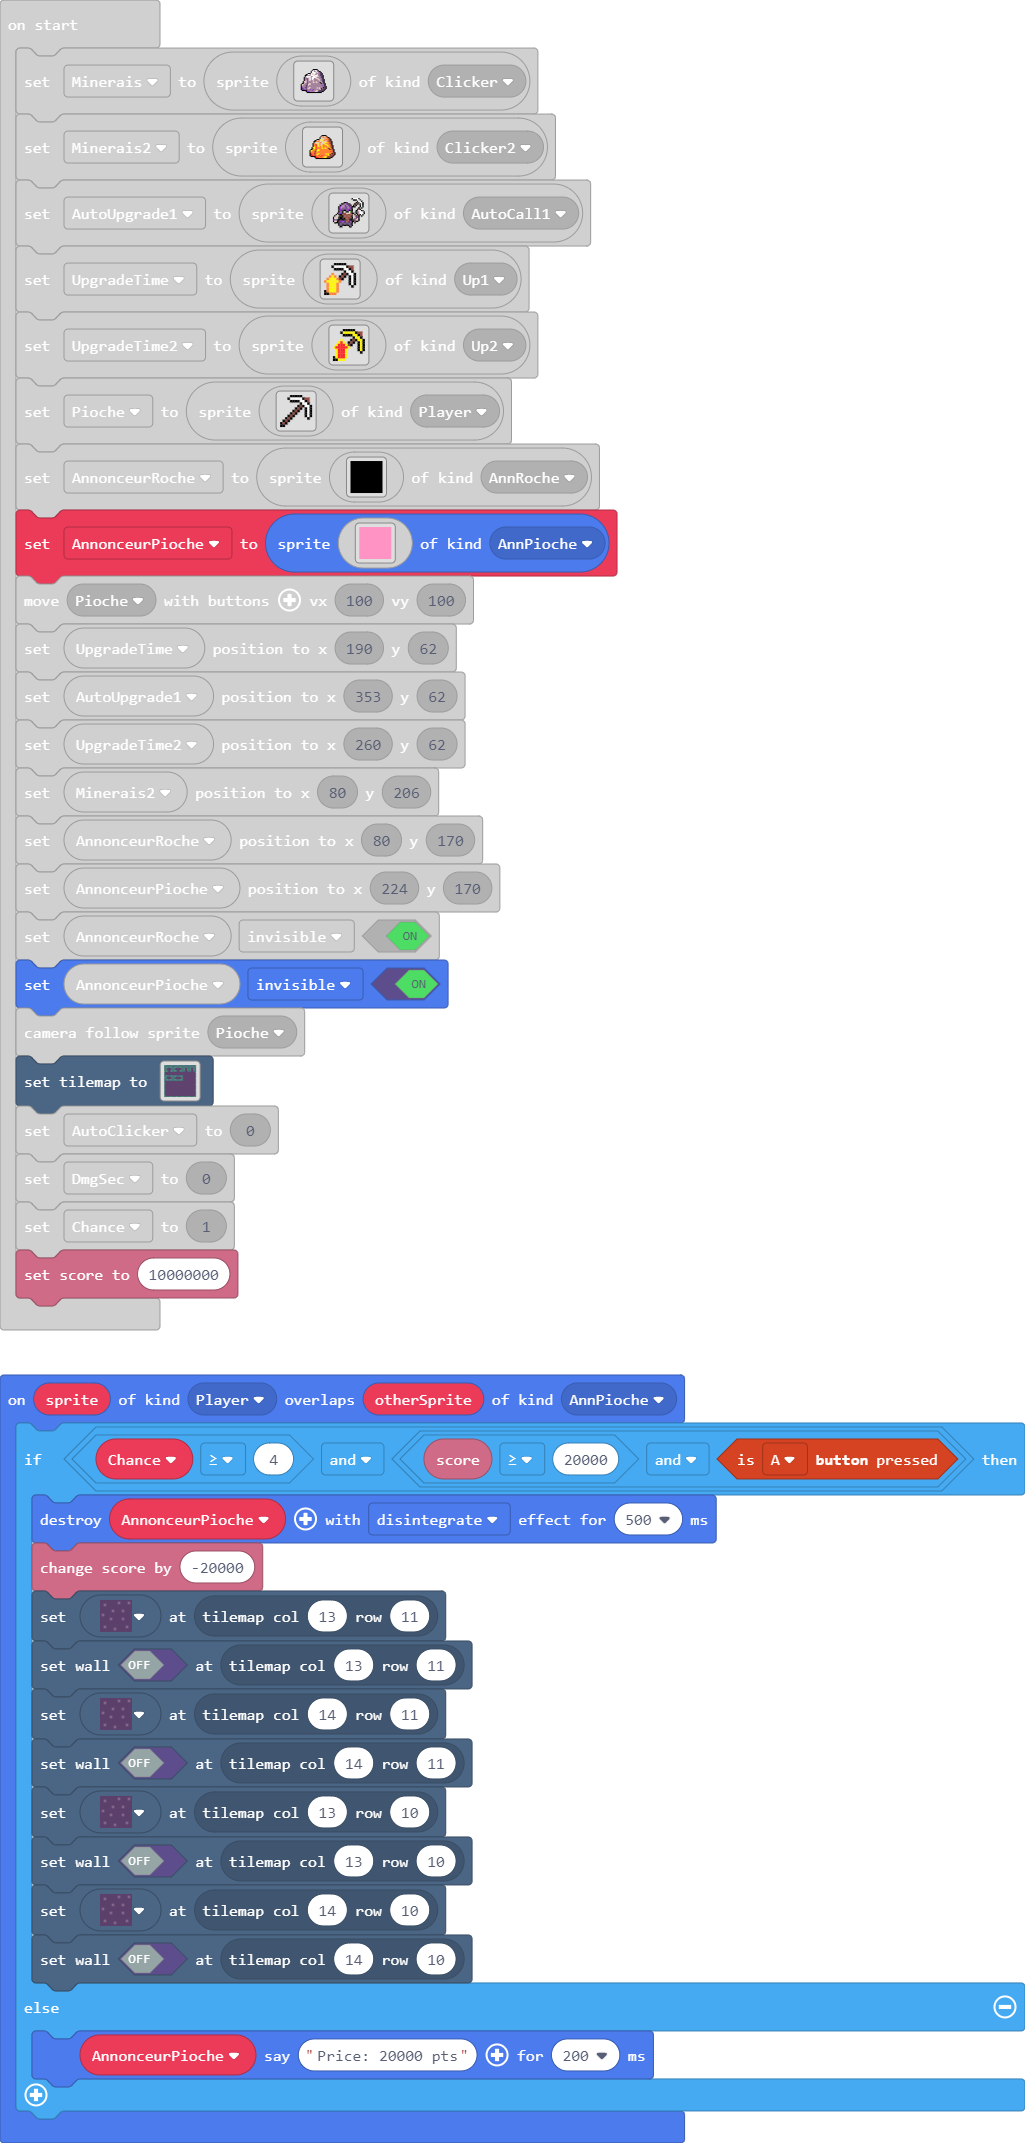 on start
set Minerais to sprite of kind Clicker
set Minerais2 to sprite of kind Clicker2
set AutoUpgrade1 to sprite of kind AutoCall1
set UpgradeTime to sprite of kind Up1
set UpgradeTime2 to sprite of kind Up2
set Pioche to sprite of kind Player
set AnnonceurRoche to sprite of kind AnnRoche
set AnnonceurPioche to sprite of kind AnnPioche
move Pioche with buttons vx 100 vy 100
set UpgradeTime position to x 190 y 62
set AutoUpgrade1 position to x 353 y 62
set UpgradeTime2 position to x 260 y 62
set Minerais2 position to x 80 y 206
set AnnonceurRoche position to x 80 y 170
set AnnonceurPioche position to x 224 y 170
set AnnonceurRoche invisible ON
set AnnonceurPioche invisible ON
camera follow sprite Pioche
set tilemap to
set AutoClicker to 0
set DmgSec to 0
set Chance to 1
set score to 10000000
on sprite of kind Player overlaps otherSprite of kind AnnPioche
if Chance ≥ 4 and score ≥ 20000 and is A button pressed then
destroy AnnonceurPioche with disintegrate effect for 500 ms
change score by -20000
set at tilemap col 13 row 11
set wall OFF at tilemap col 13 row 11
set at tilemap col 14 row 11
set wall OFF at tilemap col 14 row 11
set at tilemap col 13 row 10
set wall OFF at tilemap col 13 row 10
set at tilemap col 14 row 10
set wall OFF at tilemap col 14 row 10
else
AnnonceurPioche say "Price: 20000 pts" for 200 ms